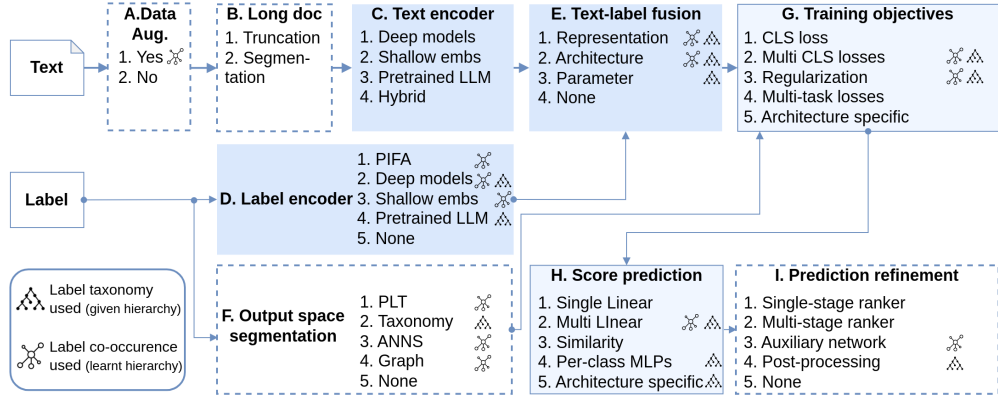 Text
A.Data
Aug.
1. Yes
2. No
B. Long doc
1. Truncation
2. Segmen-
tation
C. Text encoder
1. Deep models
2. Shallow embs
3. Pretrained LLM
4. Hybrid
E. Text-label fusion
1. Representation
2. Architecture
3. Parameter
4. None
G. Training objectives
1. CLS loss
2. Multi CLS losses
3. Regularization
4. Multi-task losses
5. Architecture specific
Label
D. Label encoder
1. PIFA
2. Deep models
3. Shallow embs
4. Pretrained LLM
5. None
Label taxonomy
used (given hierarchy)
Label co-occurence
used (learnt hierarchy)
F. Output space
segmentation
1. PLT
2. Taxonomy
3. ANNS
4. Graph
5. None
H. Score prediction
1. Single Linear
2. Multi LInear
3. Similarity
4. Per-class MLPs
5. Architecture specific
I. Prediction refinement
1. Single-stage ranker
2. Multi-stage ranker
3. Auxiliary network
4. Post-processing
5. None